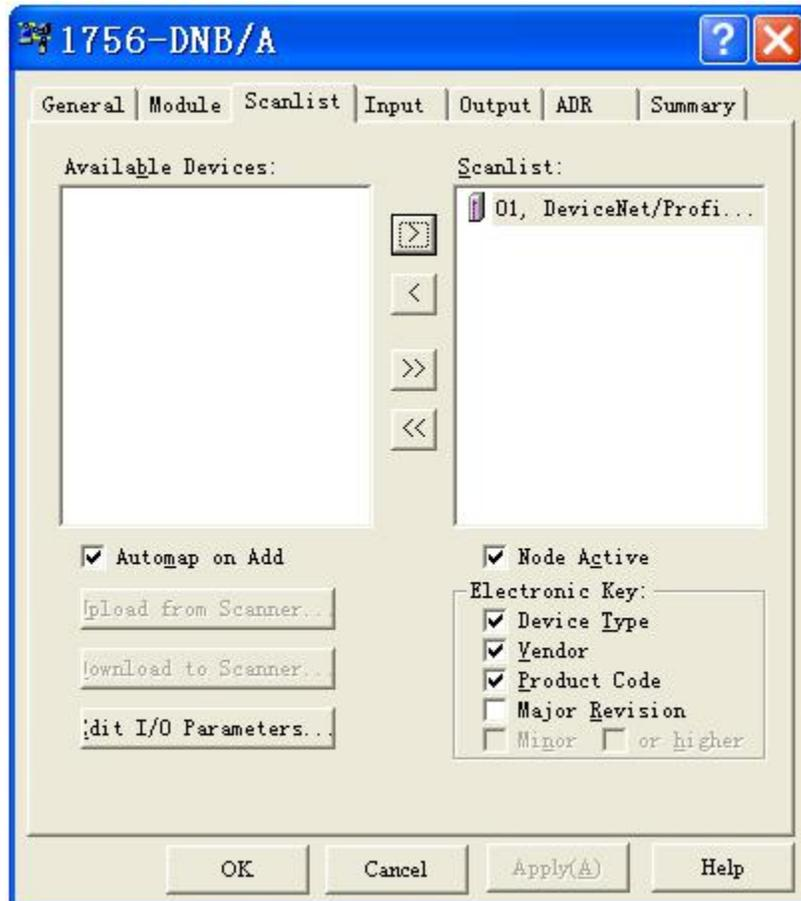 1756-DNB/A
General Module Scanlist Input Output ADR Summary
Available Devices: Scanlist:
01, DeviceNet/Profi...
>
<
>>
<<
Automap on Add Node Active
Electronic Key:
pload from Scanner... Device Type
Vendor
ownload to Scanner... Product Code
Major Revision
dit I/O Parameters... Minor or higher
OK Cancel Apply(A) Help